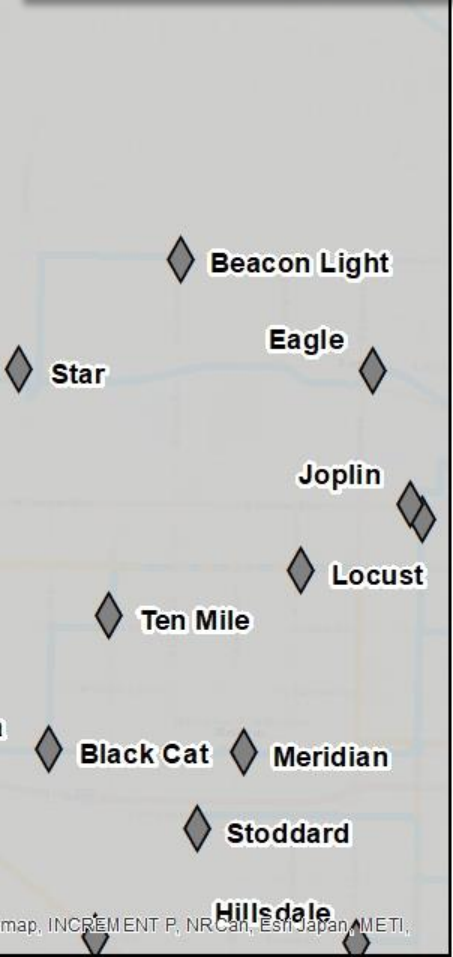 Beacon Light
Eagle
Star
Joplin
Locust
Ten Mile
Black Cat
Meridian
Stoddard
Hillsdale
map, INCREMENT P, NRCan, Esri Japan, METI,